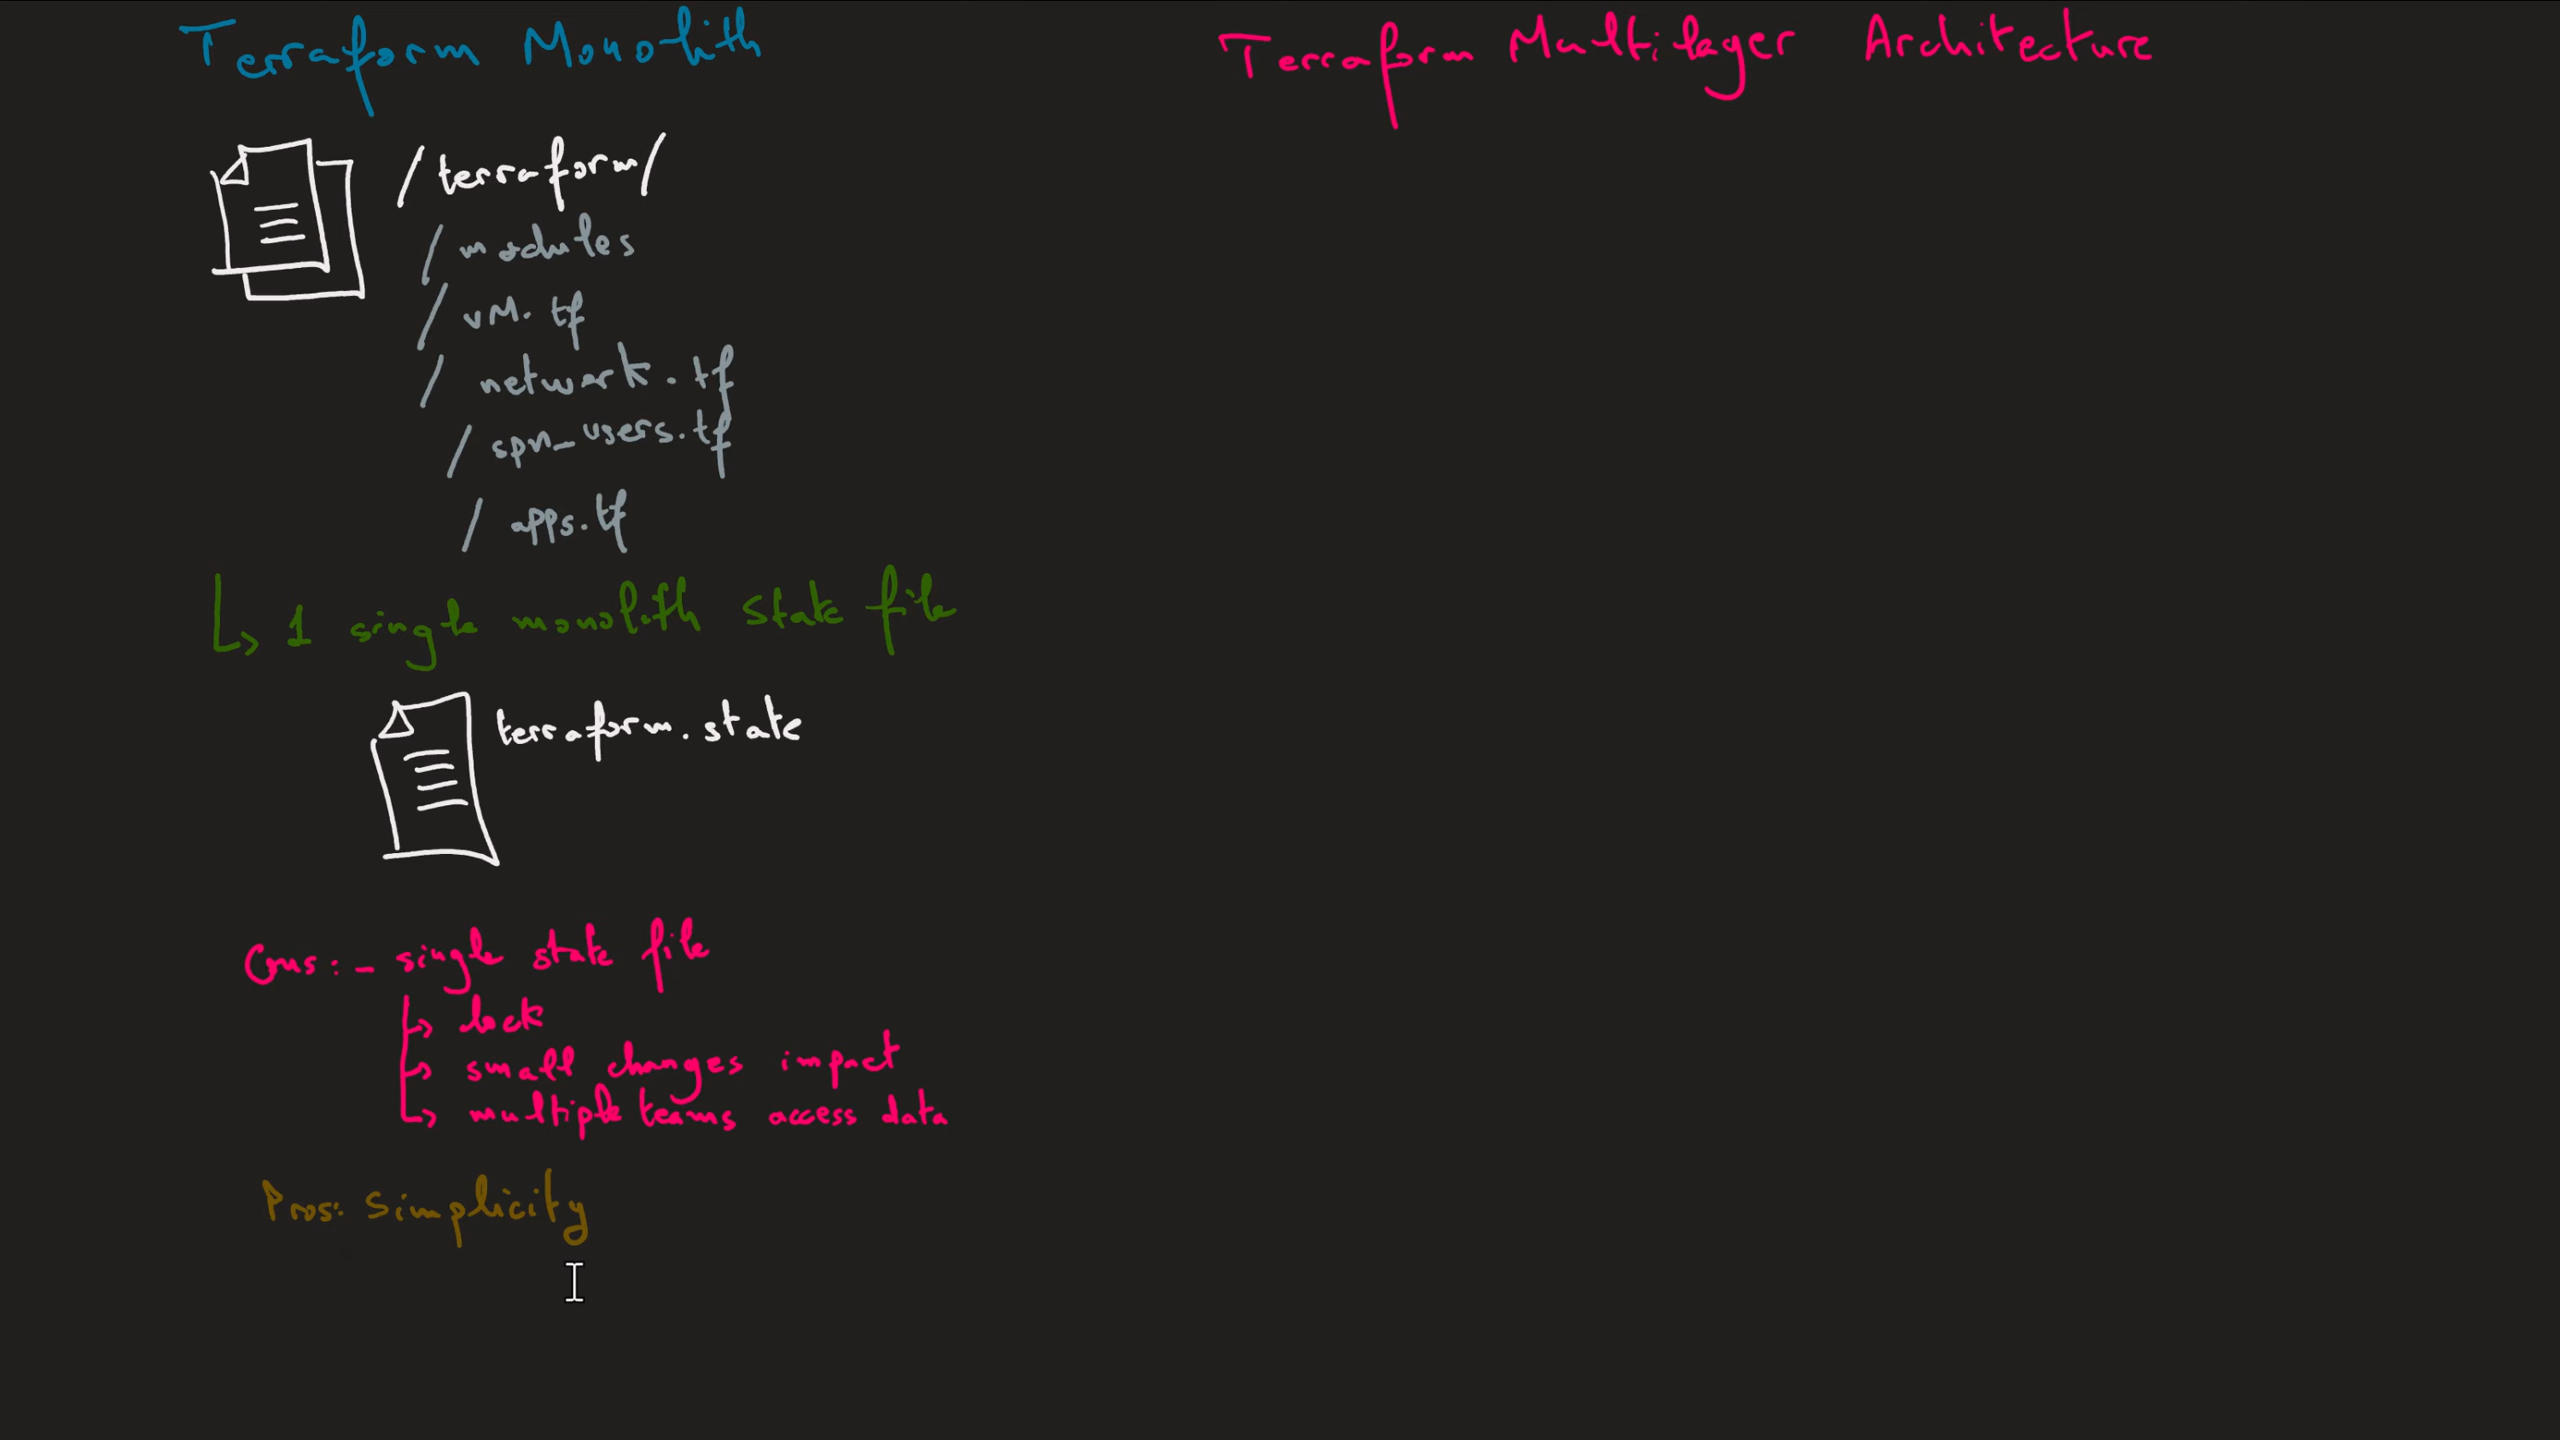 Terraform Monolith
/terraform/
/ modules
/ vM.tf
/ network.tf
/ spn_users.tf
/ apps.tf
↳ 1 single monolith state file
terraform.state
Cons: - single state file
↳ lock
↳ small changes impact
↳ multiple teams access data
Pros: Simplicity
Terraform Multilayer Architecture